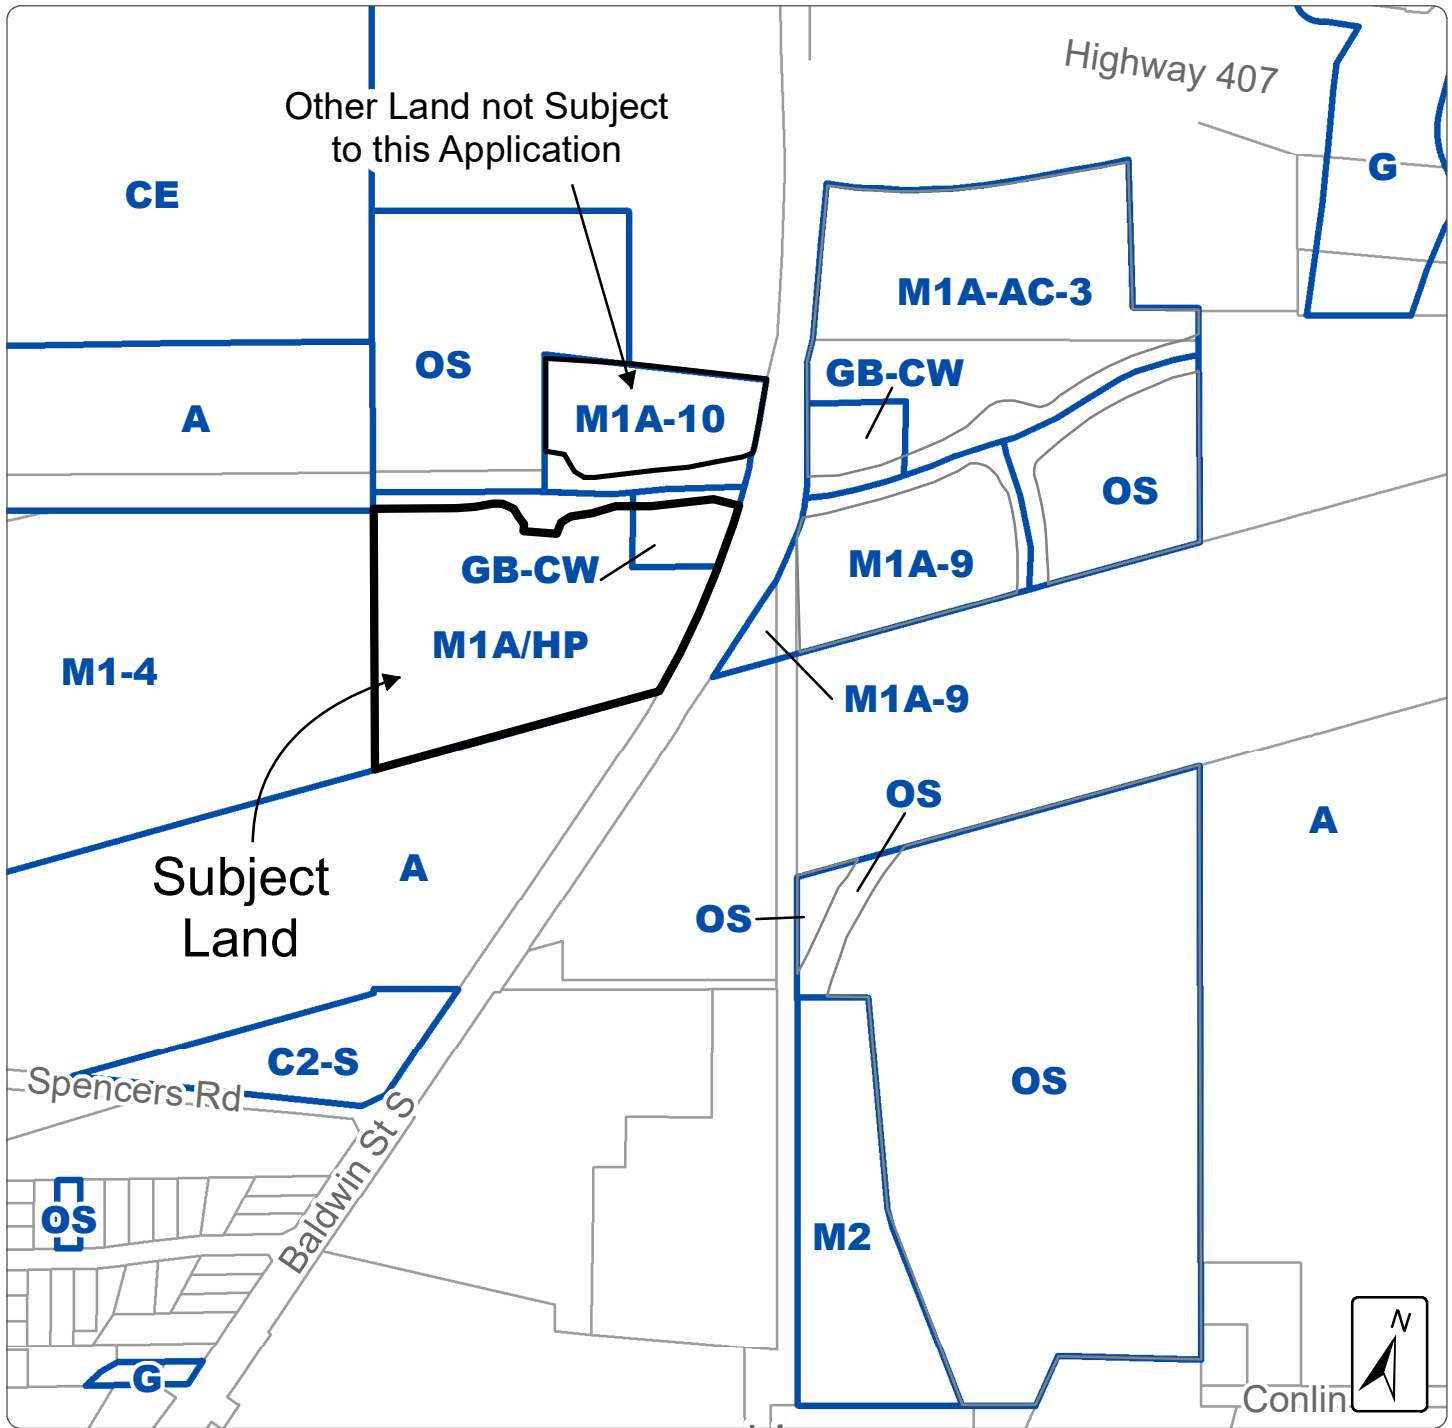 Highway 407
Other Land not Subject
to this Application
CE
G
M1A-AC-3
OS
GB-CW
A
M1A-10
OS
M1A-9
GB-CW
M1A/HP
M1-4
M1A-9
OS
A
A
Subject
Land
OS
C2-S
Spencers Rd
OS
Baldwin St S
OS
M2
N
G
Conlin